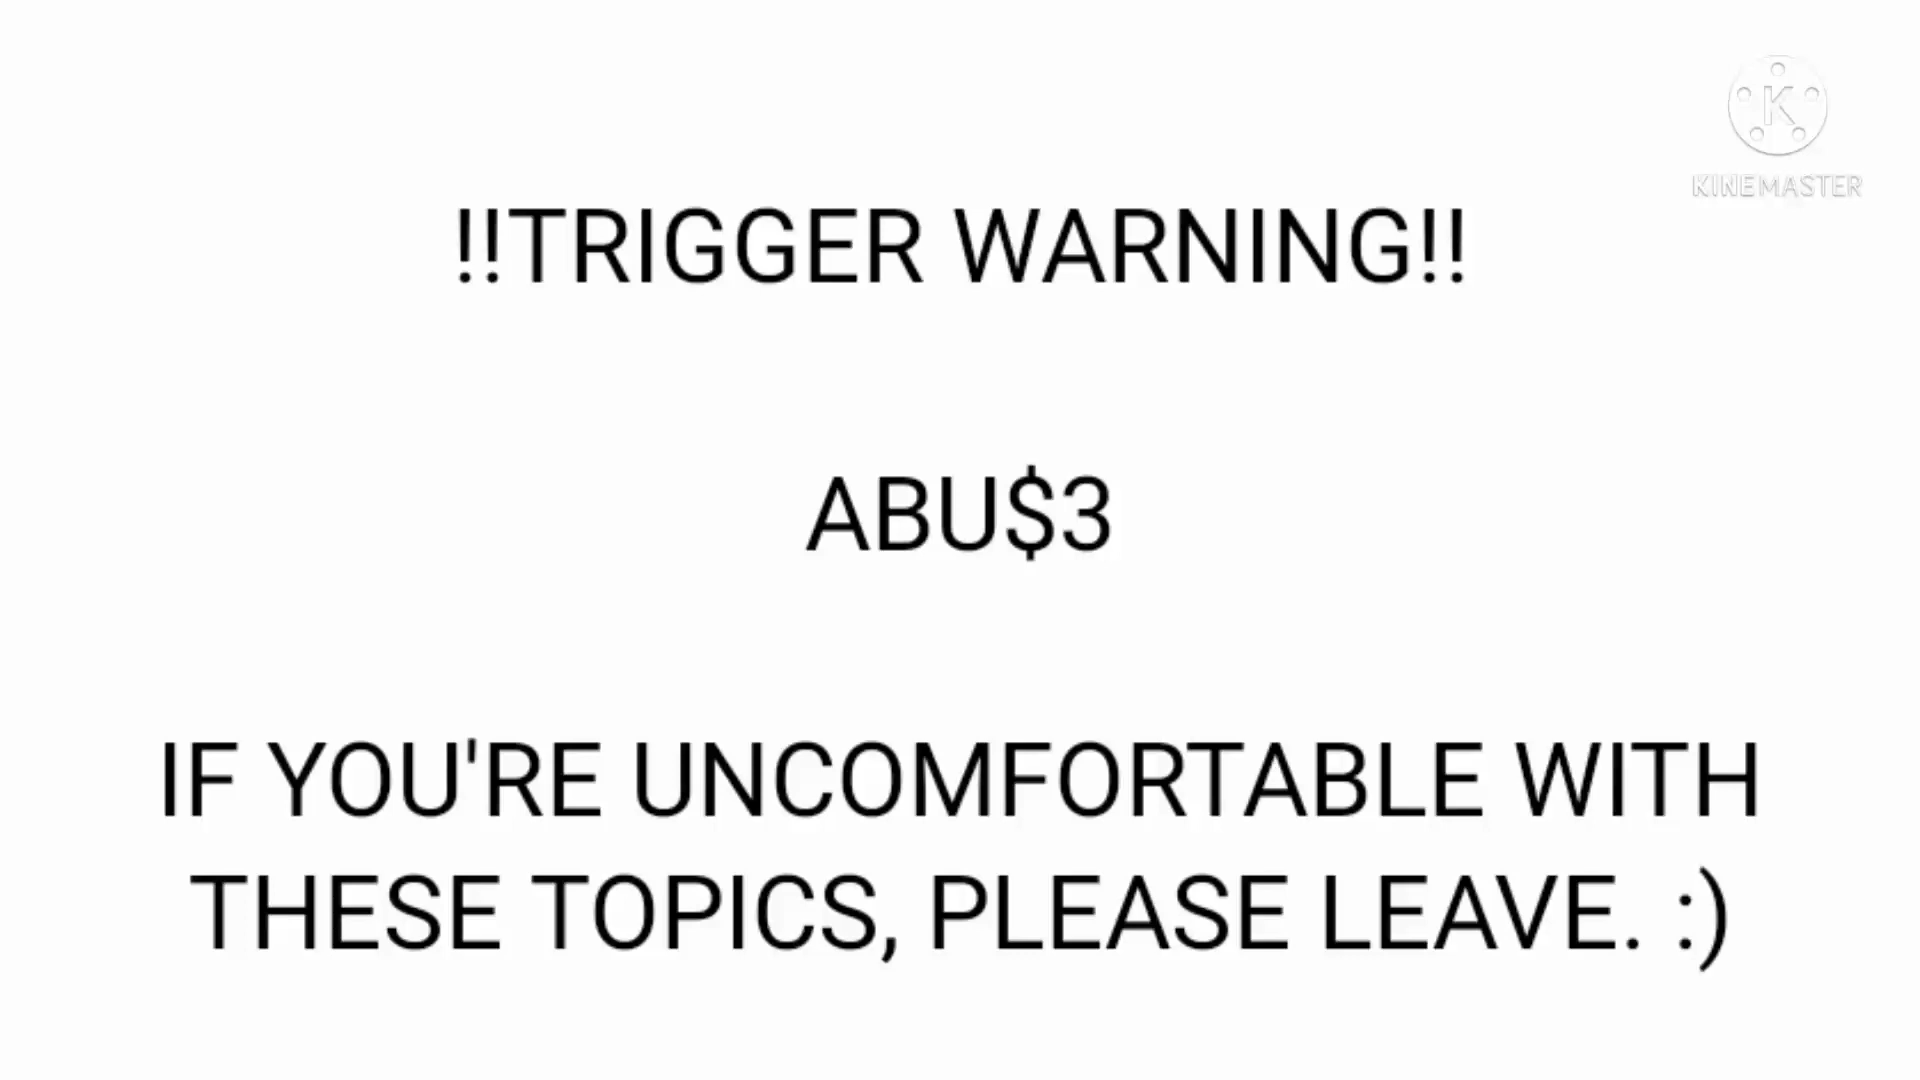 K
KINEMASTER
!!TRIGGER WARNING!!
ABU$3
IF YOU'RE UNCOMFORTABLE WITH
THESE TOPICS, PLEASE LEAVE. :)